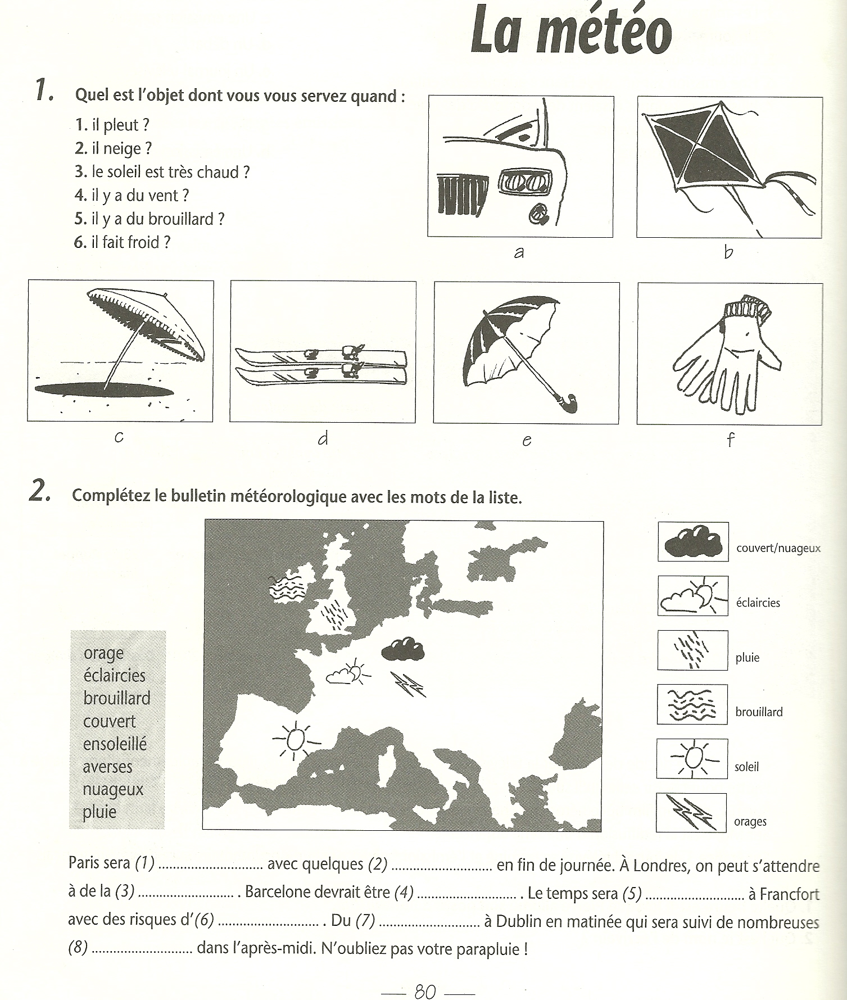 La météo
1. Quel est l'objet dont vous vous servez quand :
1. il pleut ?
2. il neige ?
3. le soleil est très chaud ?
4. il y a du vent ?
5. il y a du brouillard ?
6. il fait froid ?
a
b
c
d
e
f
2. Complétez le bulletin météorologique avec les mots de la liste.
orage
éclaircies
brouillard
couvert
ensoleillé
averses
nuageux
pluie
couvert/nuageux
éclaircies
pluie
brouillard
soleil
orages
Paris sera (1) ............................ avec quelques (2) ............................ en fin de journée. À Londres, on peut s'attendre
à de la (3) ........................... . Barcelone devrait être (4) ............................ . Le temps sera (5) ............................ à Francfort
avec des risques d'(6) ............................ . Du (7) ............................ à Dublin en matinée qui sera suivi de nombreuses
(8) ............................ dans l'après-midi. N'oubliez pas votre parapluie !
— 80 —